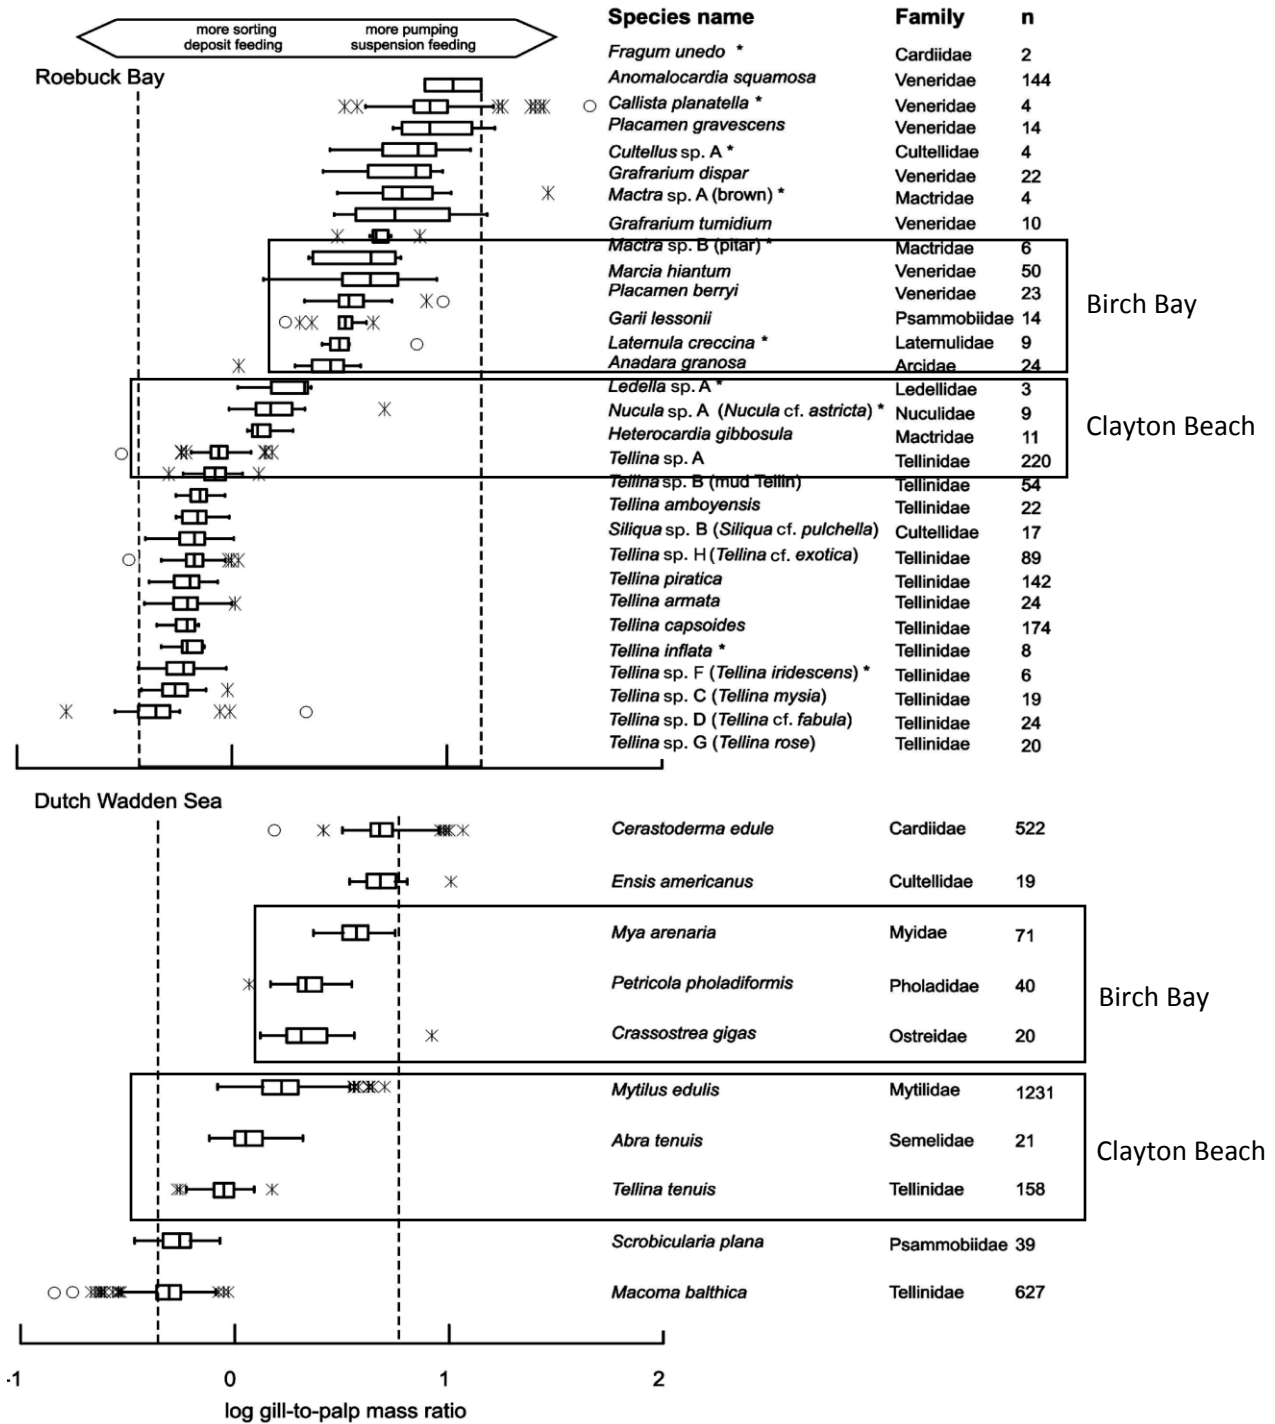 more sorting more pumping
deposit feeding suspension feeding
Species name Family n
Roebuck Bay
Fragum unedo * Cardiidae 2
Anomalocardia squamosa Veneridae 144
Callista planatella * Veneridae 4
Placamen gravescens Veneridae 14
Cultellus sp. A * Cultellidae 4
Grafrarium dispar Veneridae 22
Mactra sp. A (brown) * Mactridae 4
Grafrarium tumidium Veneridae 10
Mactra sp. B (pitar) * Mactridae 6
Marcia hiantum Veneridae 50
Placamen berryi Veneridae 23
Birch Bay
Garii lessonii Psammobiidae 14
Laternula creccina * Laternulidae 9
Anadara granosa Arcidae 24
Ledella sp. A * Ledellidae 3
Nucula sp. A (Nucula cf. astricta) * Nuculidae 9
Clayton Beach
Heterocardia gibbosula Mactridae 11
Tellina sp. A Tellinidae 220
Tellina sp. B (mud Tellin) Tellinidae 54
Tellina amboyensis Tellinidae 22
Siliqua sp. B (Siliqua cf. pulchella) Cultellidae 17
Tellina sp. H (Tellina cf. exotica) Tellinidae 89
Tellina piratica Tellinidae 142
Tellina armata Tellinidae 24
Tellina capsoides Tellinidae 174
Tellina inflata * Tellinidae 8
Tellina sp. F (Tellina iridescens) * Tellinidae 6
Tellina sp. C (Tellina mysia) Tellinidae 19
Tellina sp. D (Tellina cf. fabula) Tellinidae 24
Tellina sp. G (Tellina rose) Tellinidae 20
Dutch Wadden Sea
Cerastoderma edule Cardiidae 522
Ensis americanus Cultellidae 19
Mya arenaria Myidae 71
Petricola pholadiformis Pholadidae 40
Birch Bay
Crassostrea gigas Ostreidae 20
Mytilus edulis Mytilidae 1231
Abra tenuis Semelidae 21
Clayton Beach
Tellina tenuis Tellinidae 158
Scrobicularia plana Psammobiidae 39
Macoma balthica Tellinidae 627
-1 0 1 2
log gill-to-palp mass ratio